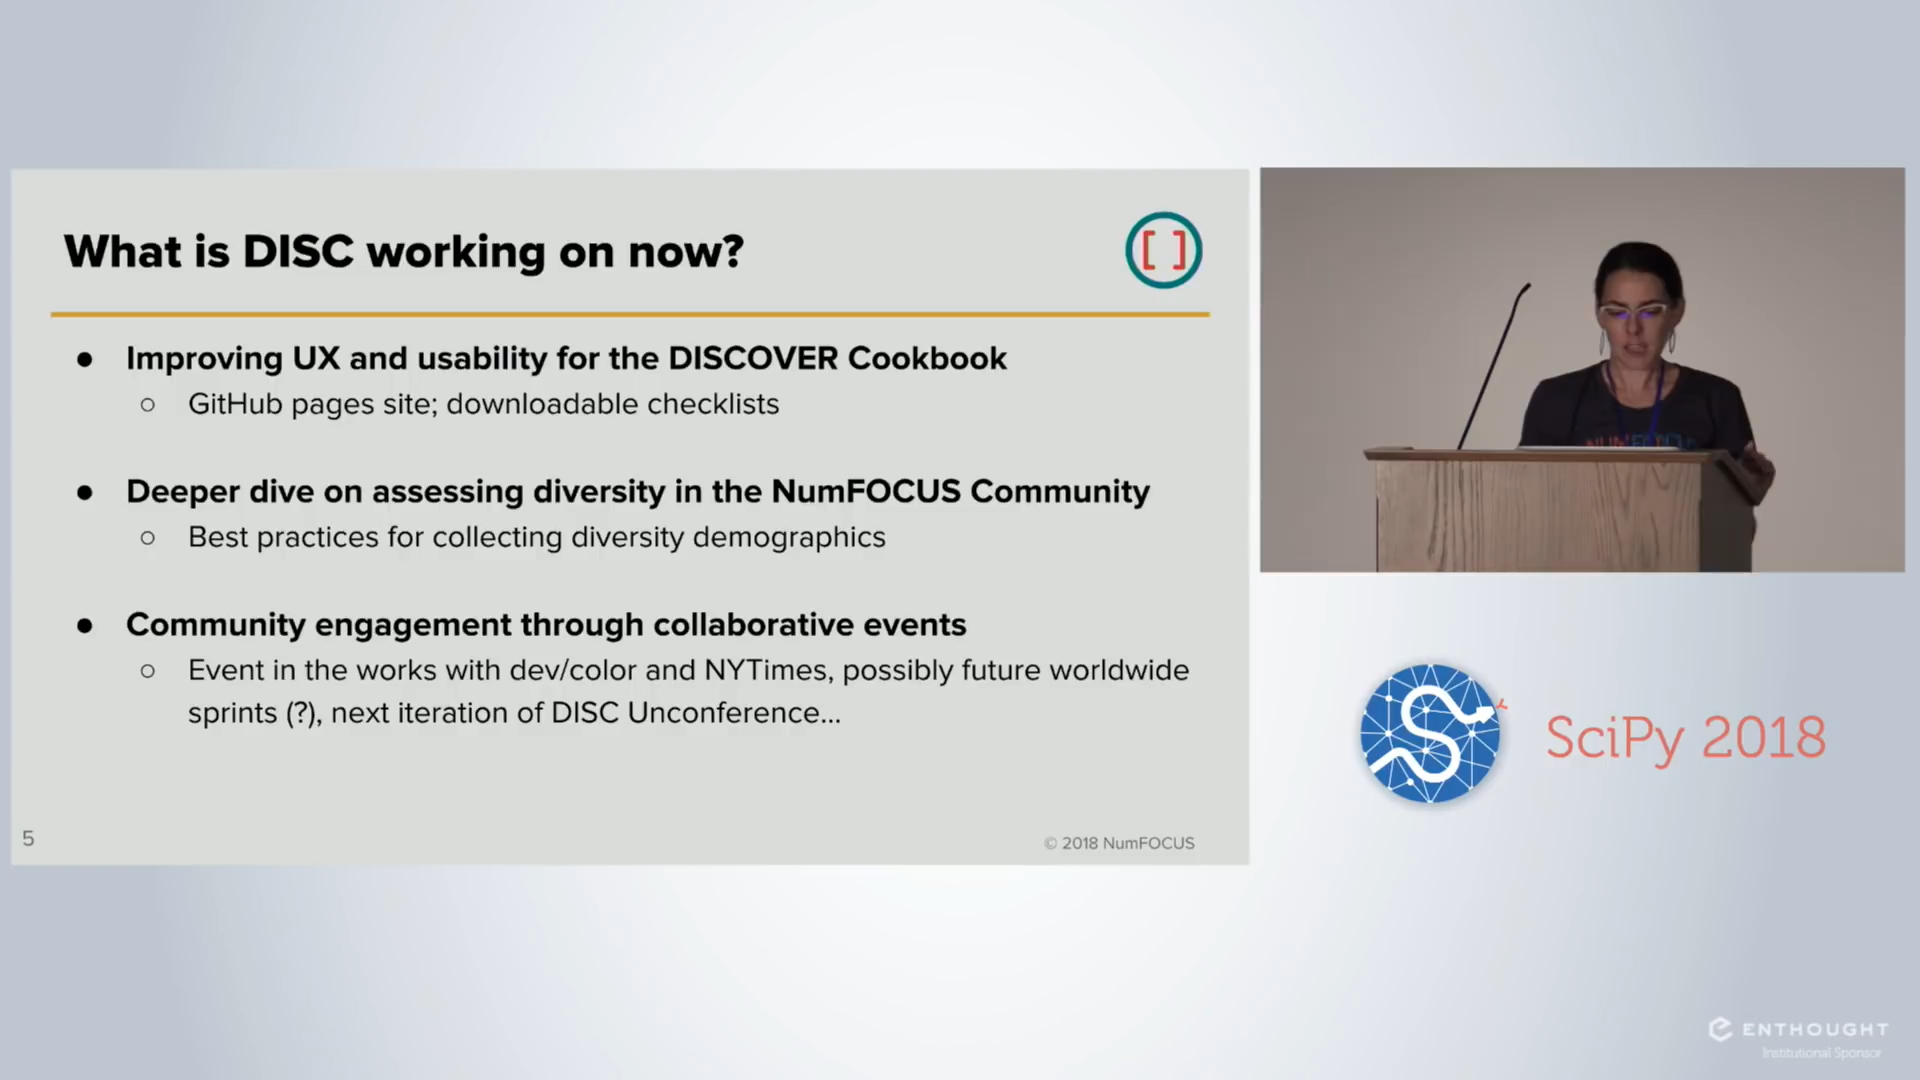 What is DISC working on now?
[ ]
● Improving UX and usability for the DISCOVER Cookbook
○ GitHub pages site; downloadable checklists
● Deeper dive on assessing diversity in the NumFOCUS Community
○ Best practices for collecting diversity demographics
● Community engagement through collaborative events
○ Event in the works with dev/color and NYTimes, possibly future worldwide
sprints (?), next iteration of DISC Unconference...
5
© 2018 NumFOCUS
NUMFOCUS
SciPy 2018
ENTHOUGHT
Institutional Sponsor